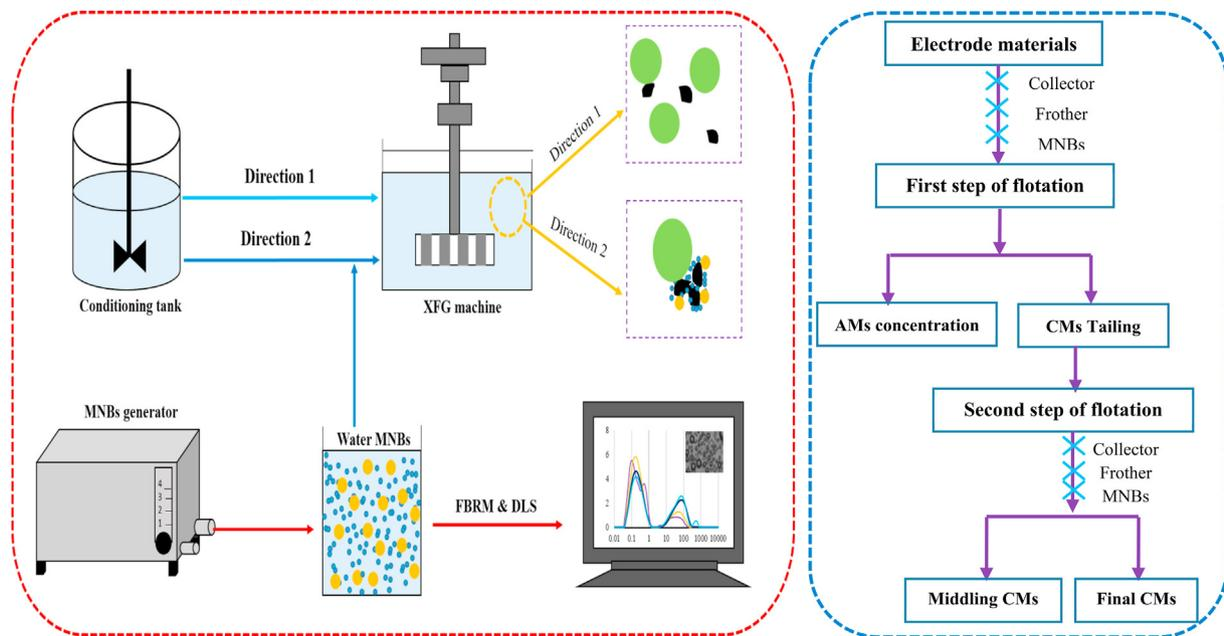 Direction 1
Direction 2
Conditioning tank
XFG machine
Direction 1
Direction 2
MNBs generator
4
3
2
1
Water MNBs
FBRM & DLS
8
6
4
2
0
0.01 0.1 1 10 100 1000 10000
Electrode materials
Collector
Frother
MNBs
First step of flotation
AMs concentration
CMs Tailing
Second step of flotation
Collector
Frother
MNBs
Middling CMs
Final CMs